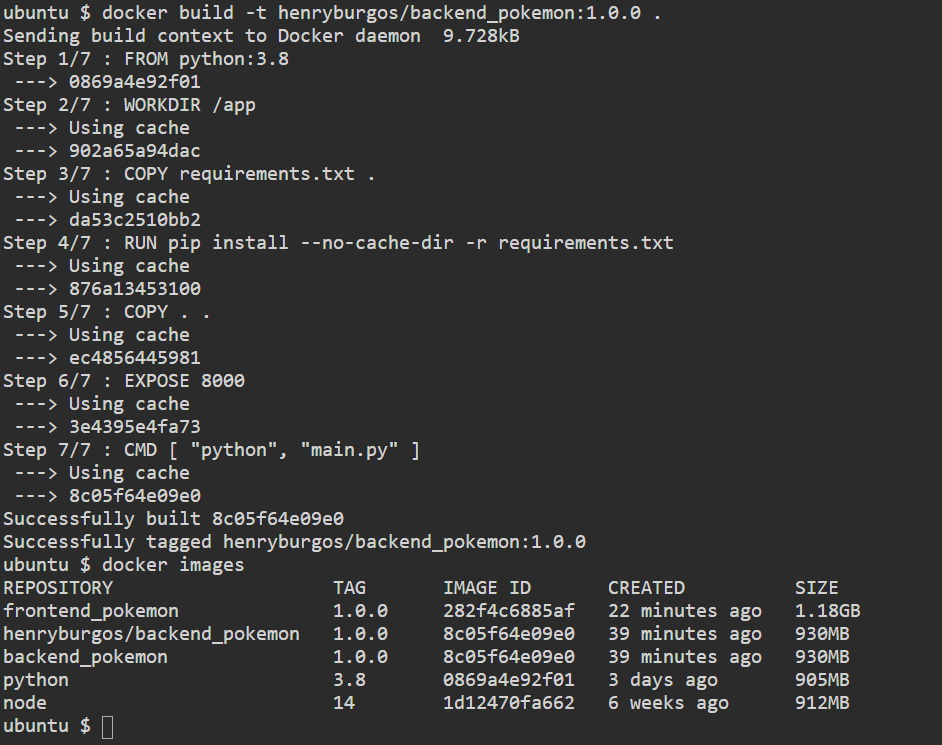 ubuntu $ docker build -t henryburgos/backend_pokemon:1.0.0 .
Sending build context to Docker daemon  9.728kB
Step 1/7 : FROM python:3.8
 ---> 0869a4e92f01
Step 2/7 : WORKDIR /app
 ---> Using cache
 ---> 902a65a94dac
Step 3/7 : COPY requirements.txt .
 ---> Using cache
 ---> da53c2510bb2
Step 4/7 : RUN pip install --no-cache-dir -r requirements.txt
 ---> Using cache
 ---> 876a13453100
Step 5/7 : COPY . .
 ---> Using cache
 ---> ec4856445981
Step 6/7 : EXPOSE 8000
 ---> Using cache
 ---> 3e4395e4fa73
Step 7/7 : CMD [ "python", "main.py" ]
 ---> Using cache
 ---> 8c05f64e09e0
Successfully built 8c05f64e09e0
Successfully tagged henryburgos/backend_pokemon:1.0.0
ubuntu $ docker images
REPOSITORY                    TAG       IMAGE ID       CREATED          SIZE
frontend_pokemon              1.0.0     282f4c6885af   22 minutes ago   1.18GB
henryburgos/backend_pokemon   1.0.0     8c05f64e09e0   39 minutes ago   930MB
backend_pokemon               1.0.0     8c05f64e09e0   39 minutes ago   930MB
python                        3.8       0869a4e92f01   3 days ago       905MB
node                          14        1d12470fa662   6 weeks ago      912MB
ubuntu $